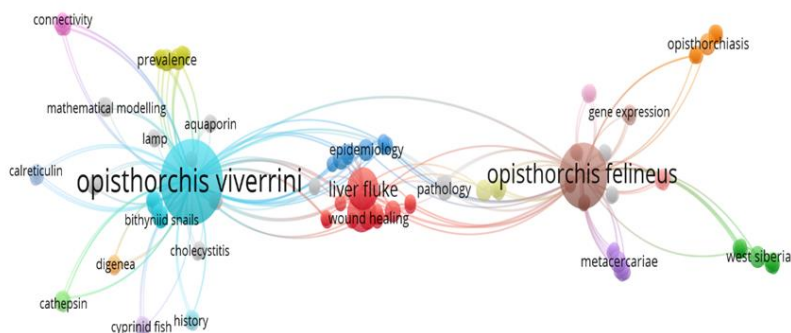 connectivity
opisthorchiasis
prevalence
mathematical modelling
gene expression
aquaporin
lamp
epidemiology
calreticulin
opisthorchis viverrini
liver fluke
pathology
opisthorchis felineus
bithyniid snails
wound healing
cholecystitis
digenea
metacercariae
west siberia
cathepsin
cyprinid fish
history